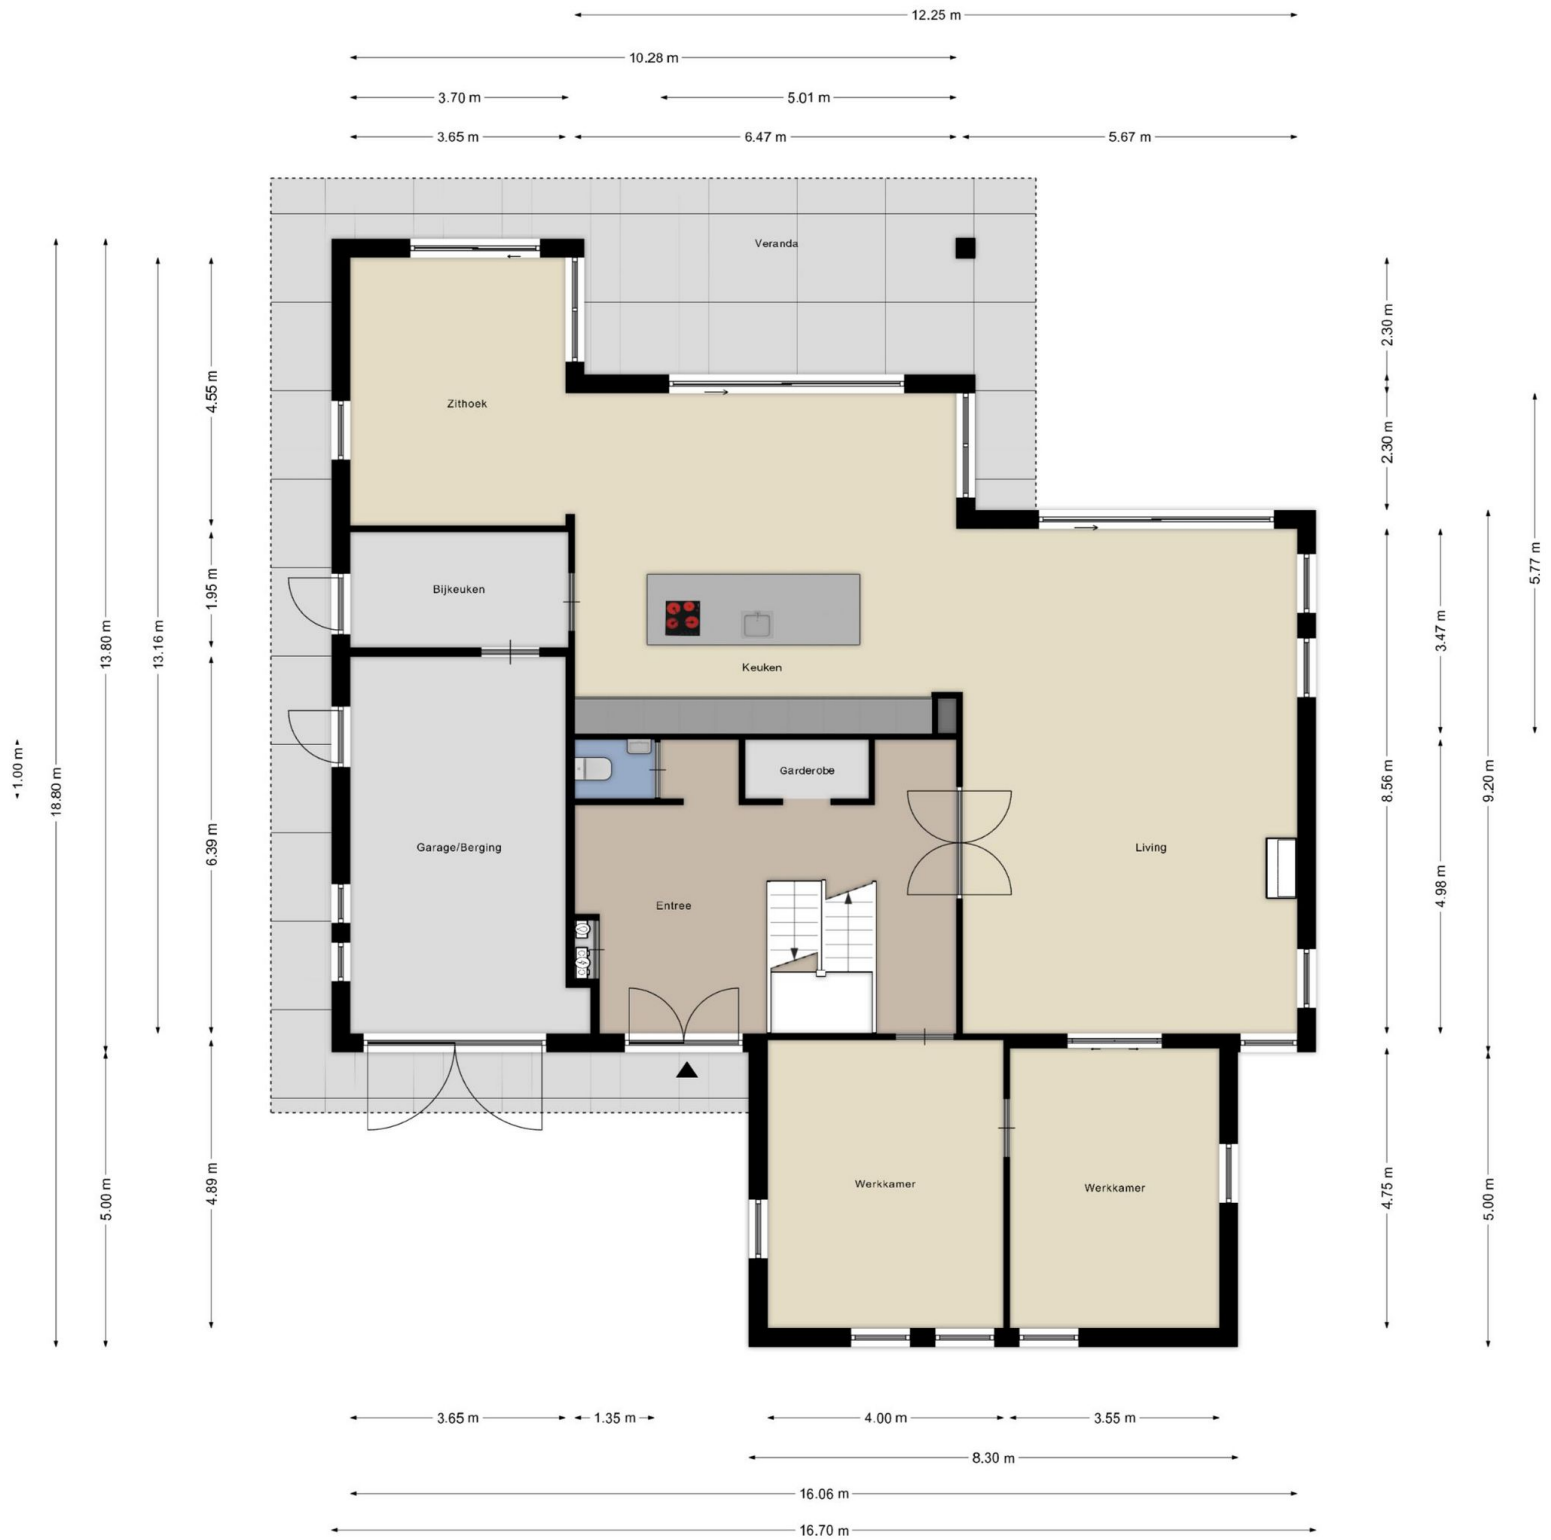 12.25 m
10.28 m
3.70 m
5.01 m
3.65 m
6.47 m
5.67 m
Veranda
2.30 m
4.55 m
Zithoek
2.30 m
5.77 m
1.95 m
Bijkeuken
13.80 m
13.16 m
3.47 m
Keuken
1.00 m
18.80 m
Garderobe
8.56 m
9.20 m
6.39 m
Garage/Berging
Living
4.98 m
Entree
5.00 m
4.89 m
Werkkamer
Werkkamer
4.75 m
5.00 m
3.65 m
1.35 m
4.00 m
3.55 m
8.30 m
16.06 m
16.70 m